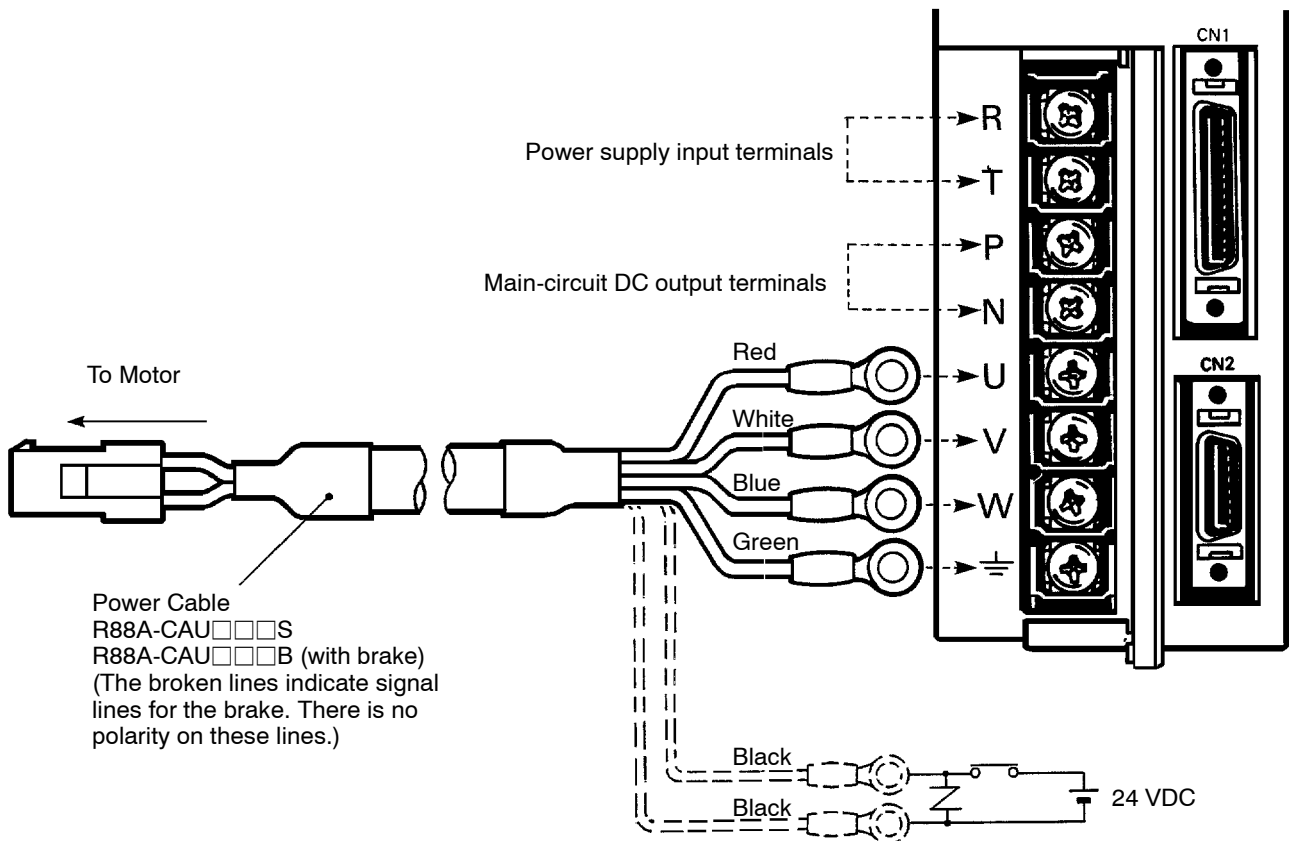 CN1
R
Power supply input terminals
T
P
Main-circuit DC output terminals
N
Red
U
CN2
To Motor
White
V
Blue
W
Green
Power Cable
R88A-CAU□□□S
R88A-CAU□□□B (with brake)
(The broken lines indicate signal
lines for the brake. There is no
polarity on these lines.)
Black
24 VDC
Black